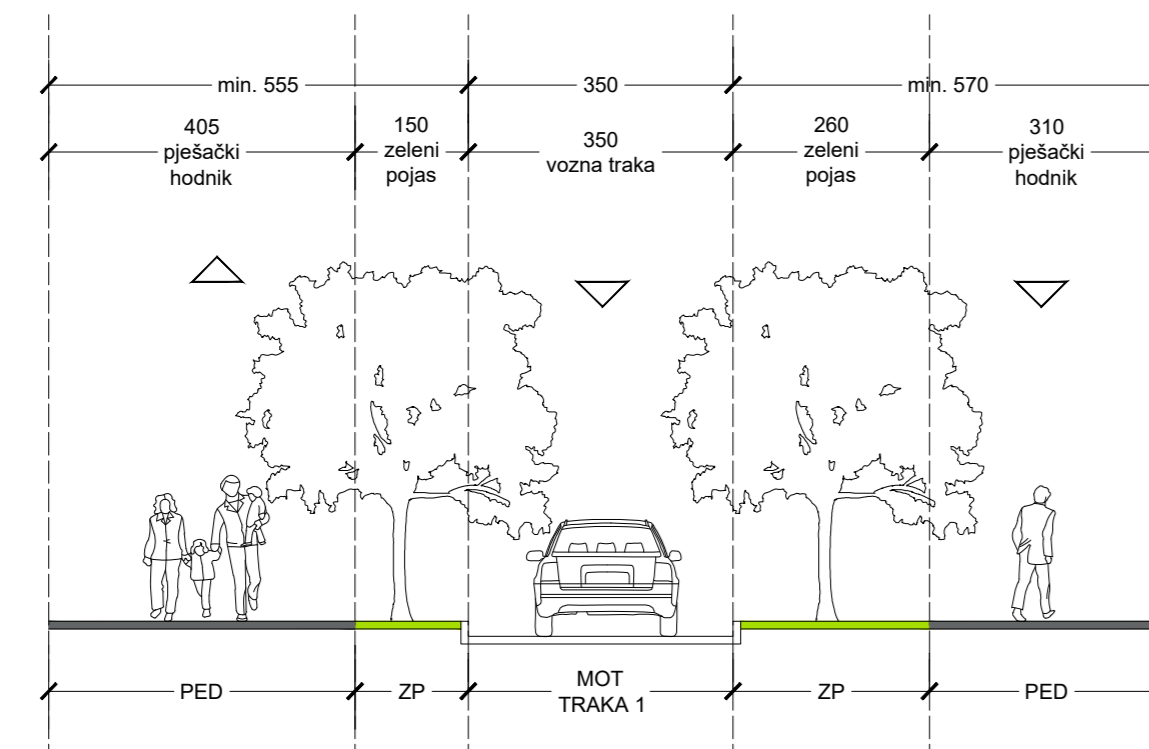 min. 555
350
min. 570
405
pješački
hodnik
150
zeleni
pojas
350
vozna traka
260
zeleni
pojas
310
pješački
hodnik
PED
ZP
MOT
TRAKA 1
ZP
PED